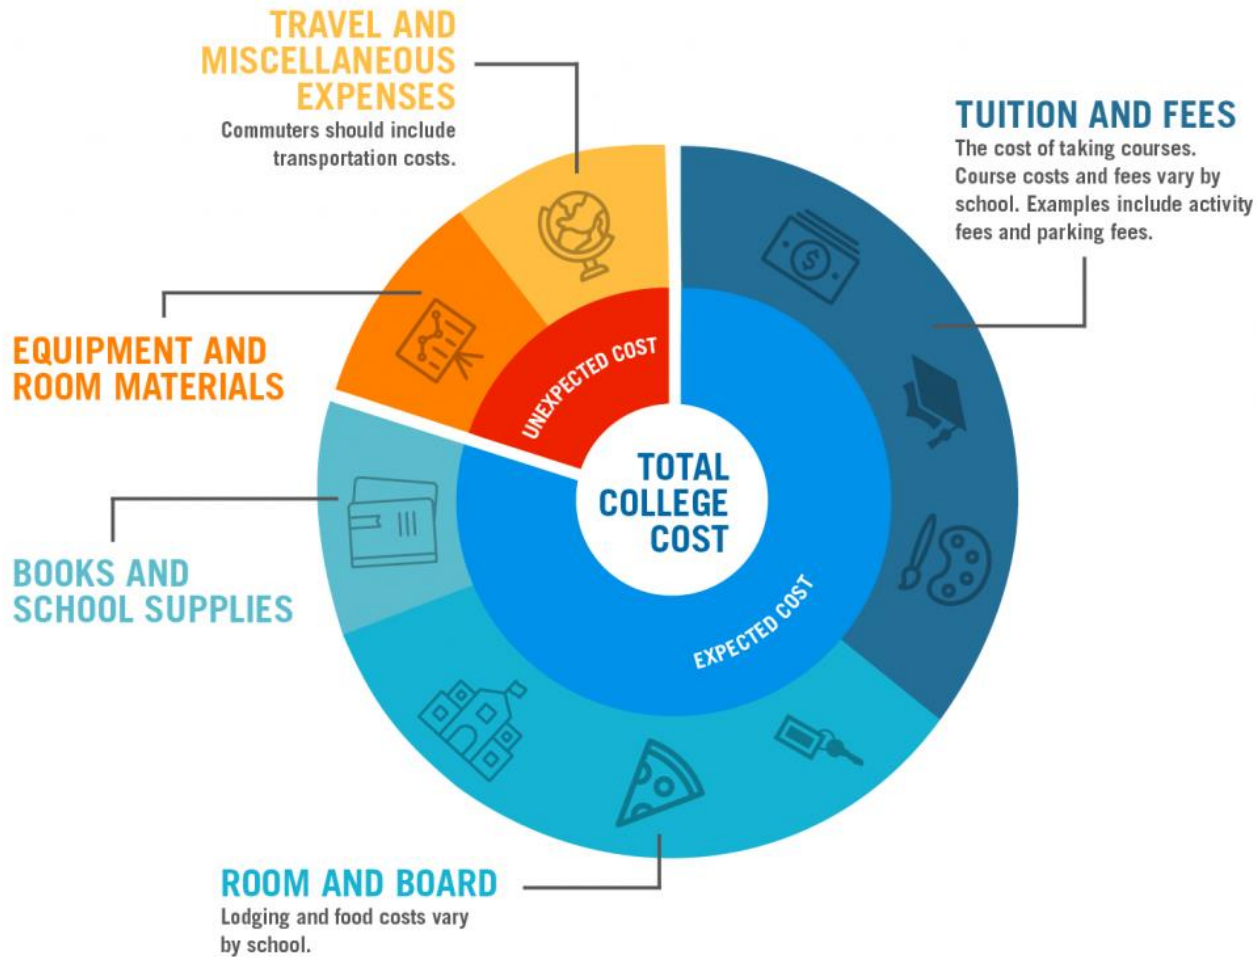 TRAVEL AND
MISCELLANEOUS
EXPENSES
Commuters should include
transportation costs.
TUITION AND FEES
The cost of taking courses.
Course costs and fees vary by
school. Examples include activity
fees and parking fees.
EQUIPMENT AND
ROOM MATERIALS
UNEXPECTED COST
TOTAL
COLLEGE
COST
EXPECTED COST
BOOKS AND
SCHOOL SUPPLIES
ROOM AND BOARD
Lodging and food costs vary
by school.